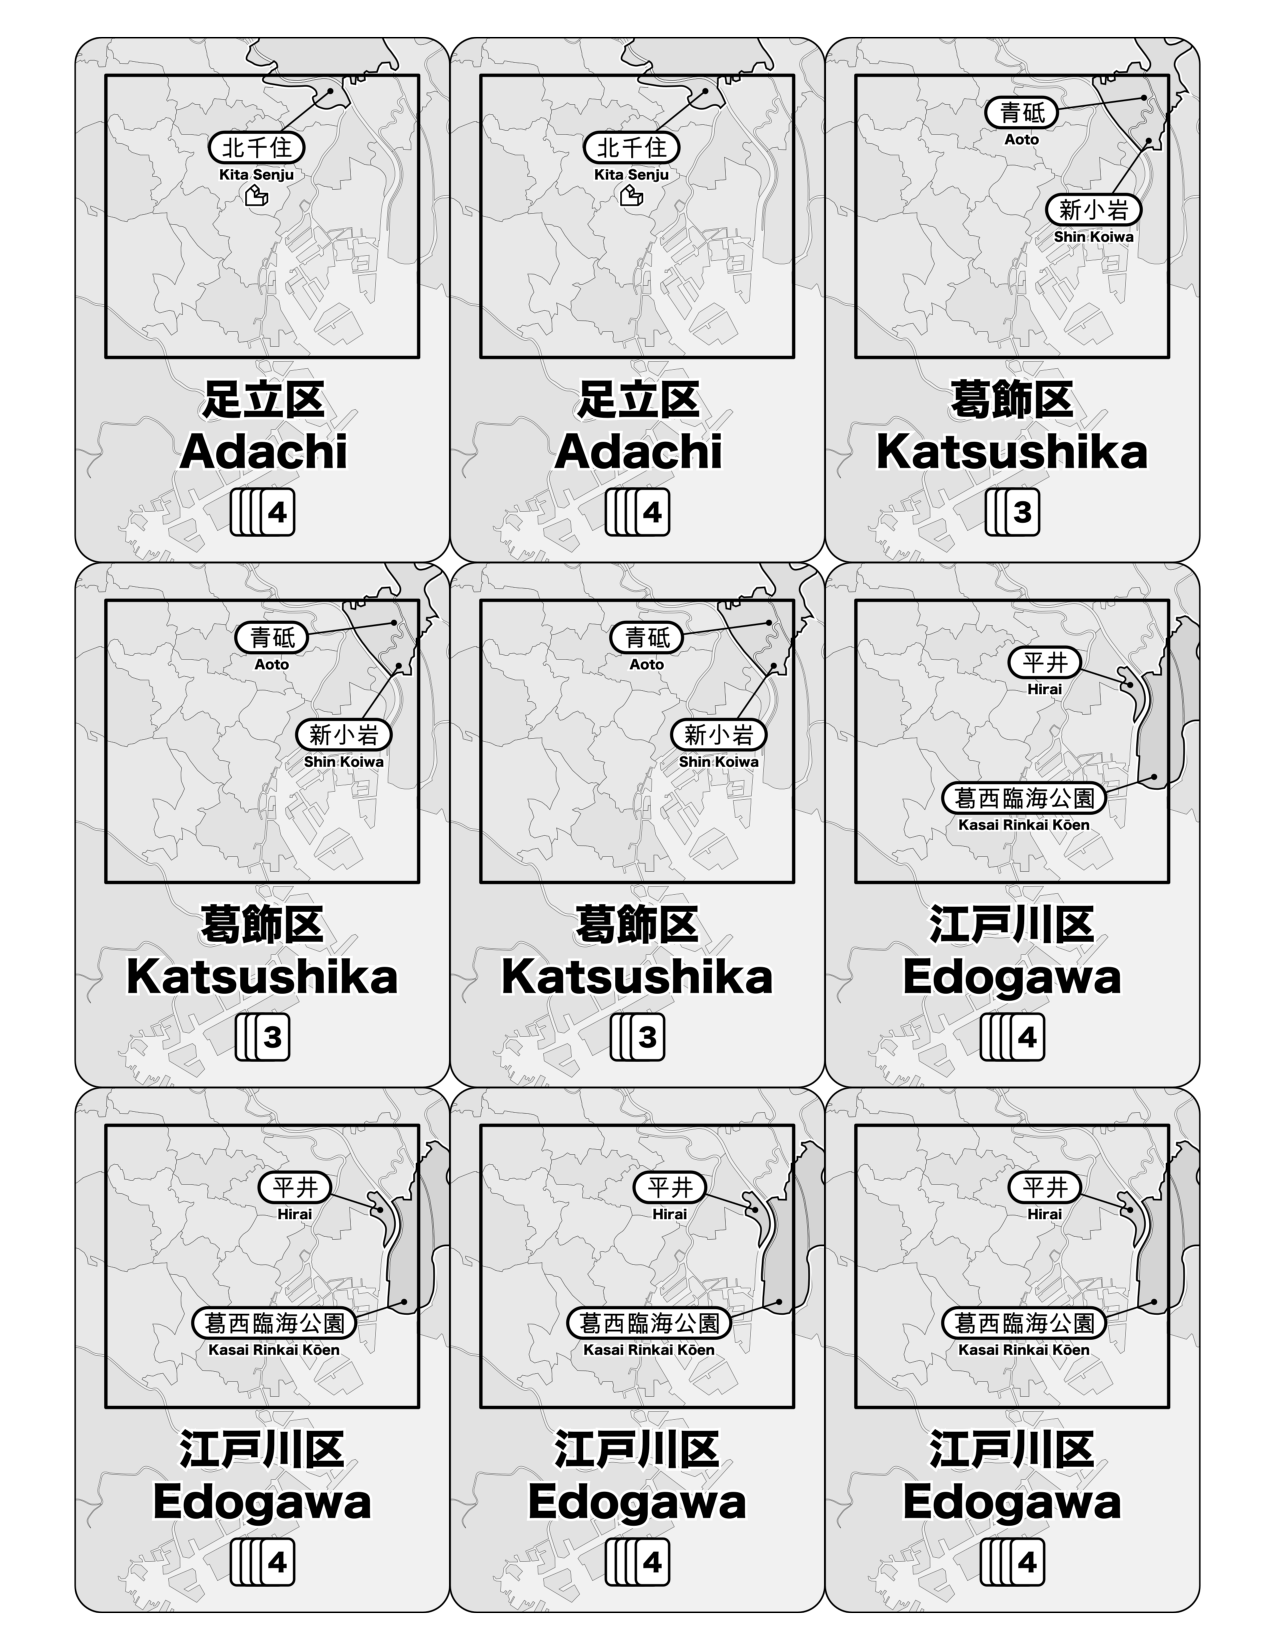 北千住
Kita Senju
足立区
Adachi
4
北千住
Kita Senju
足立区
Adachi
4
青砥
Aoto
新小岩
Shin Koiwa
葛飾区
Katsushika
3
青砥
Aoto
新小岩
Shin Koiwa
葛飾区
Katsushika
3
青砥
Aoto
新小岩
Shin Koiwa
葛飾区
Katsushika
3
平井
Hirai
葛西臨海公園
Kasai Rinkai Kōen
江戸川区
Edogawa
4
平井
Hirai
葛西臨海公園
Kasai Rinkai Kōen
江戸川区
Edogawa
4
平井
Hirai
葛西臨海公園
Kasai Rinkai Kōen
江戸川区
Edogawa
4
平井
Hirai
葛西臨海公園
Kasai Rinkai Kōen
江戸川区
Edogawa
4